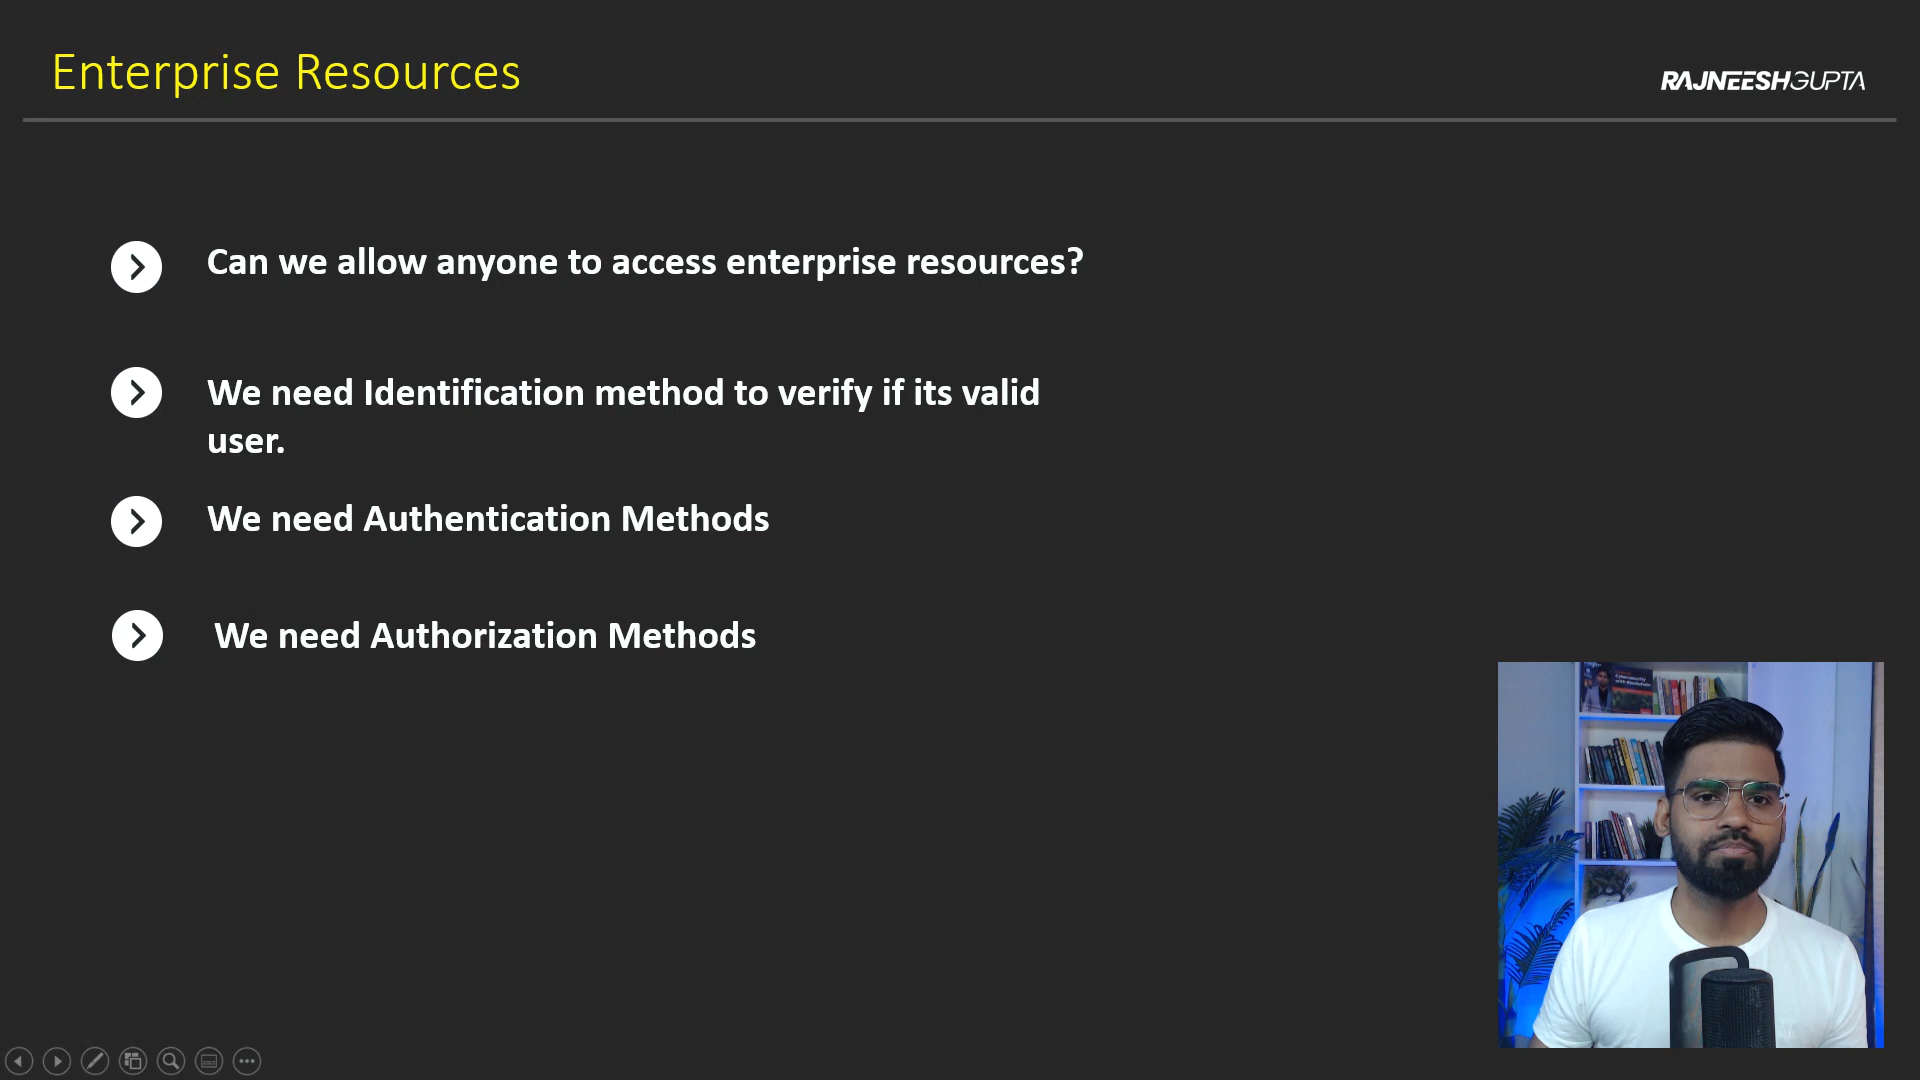 Enterprise Resources
RAJNEESHGUPTA
Can we allow anyone to access enterprise resources?
We need Identification method to verify if its valid
user.
We need Authentication Methods
We need Authorization Methods